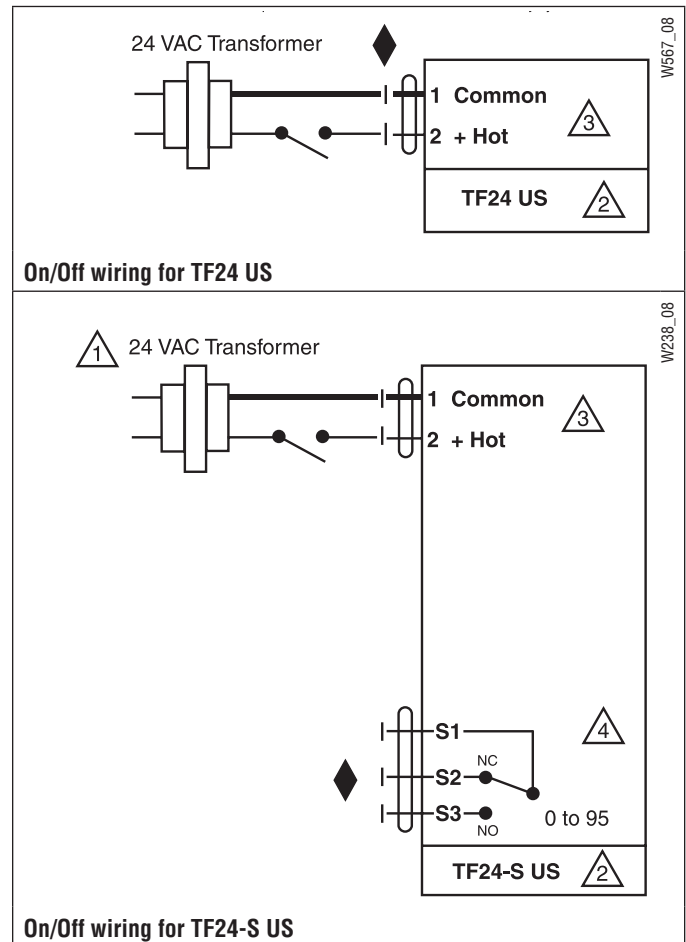 24 VAC Transformer
W567_08
1 Common
3
2 + Hot
TF24 US
2
On/Off wiring for TF24 US
W238_08
1
24 VAC Transformer
1 Common
3
2 + Hot
S1
4
NC
S2
S3
0 to 95
NO
TF24-S US
2
On/Off wiring for TF24-S US